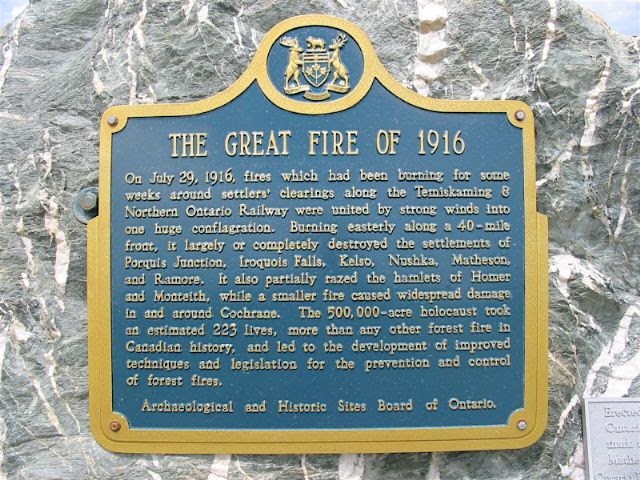 THE GREAT FIRE OF 1916
On July 29, 1916, fires which had been burning for some
weeks around settlers' clearings along the Temiskaming &
Northern Ontario Railway were united by strong winds into
one huge conflagration. Burning easterly along a 40-mile
front, it largely or completely destroyed the settlements of
Porquis Junction, Iroquois Falls, Kelso, Nushka, Matheson,
and Ramore. It also partially razed the hamlets of Homer
and Monteith, while a smaller fire caused widespread damage
in and around Cochrane. The 500,000-acre holocaust took
an estimated 223 lives, more than any other forest fire in
Canadian history, and led to the development of improved
techniques and legislation for the prevention and control
of forest fires.
Archaeological and Historic Sites Board of Ontario.
Erected